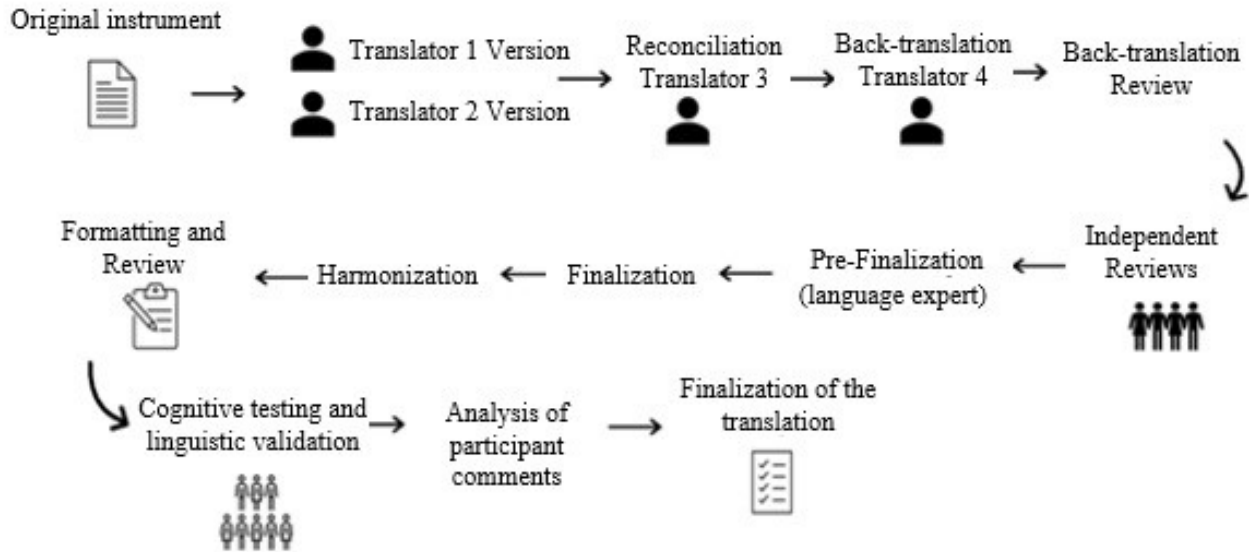 Original instrument
Translator 1 Version
Translator 2 Version
Reconciliation
Translator 3
Back-translation
Translator 4
Back-translation
Review
Independent
Reviews
Pre-Finalization
(language expert)
Finalization
Harmonization
Formatting and
Review
Cognitive testing and
linguistic validation
Analysis of
participant
comments
Finalization of the
translation